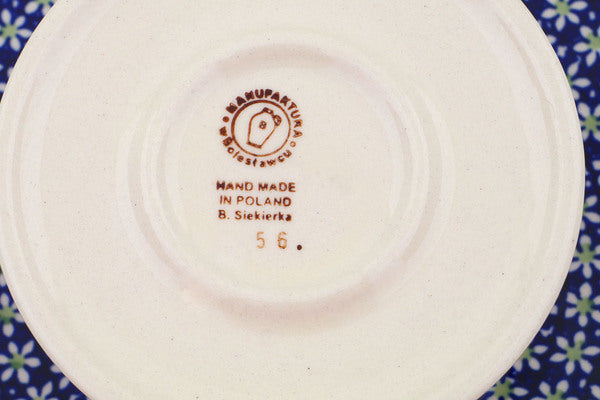 MANUFAKTURA
w Bolesławcu
B
HAND MADE
IN POLAND
B. Siekierka
56.